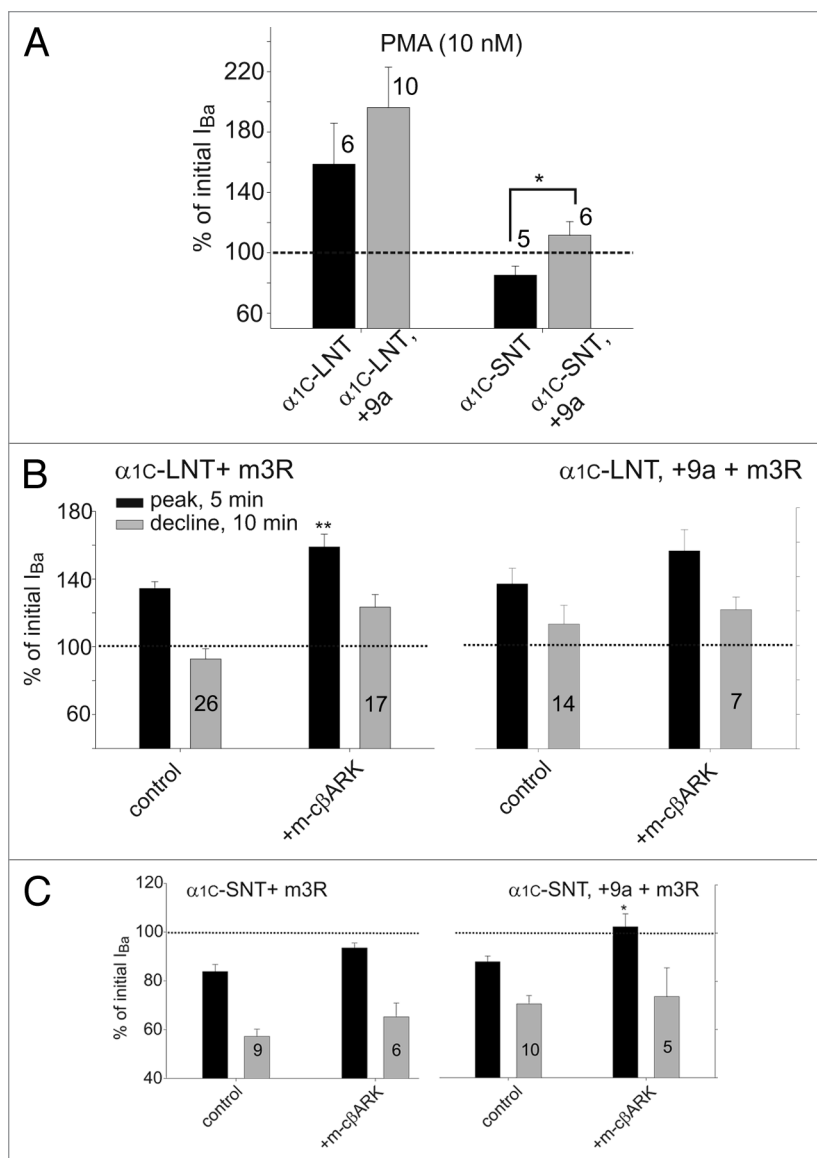 A
PMA (10 nM)
% of initial IBa
220
180
140
100
60
6
10
*
5
6
α1C-LNT
α1C-LNT,
+9a
α1C-SNT
α1C-SNT,
+9a
B
α1C-LNT+ m3R
α1C-LNT, +9a + m3R
peak, 5 min
decline, 10 min
% of initial IBa
180
140
100
60
**
26
17
14
7
control
+m-cβARK
control
+m-cβARK
C
α1C-SNT+ m3R
α1C-SNT, +9a + m3R
% of initial IBa
120
100
80
60
40
*
9
6
10
5
control
+m-cβARK
control
+m-cβARK